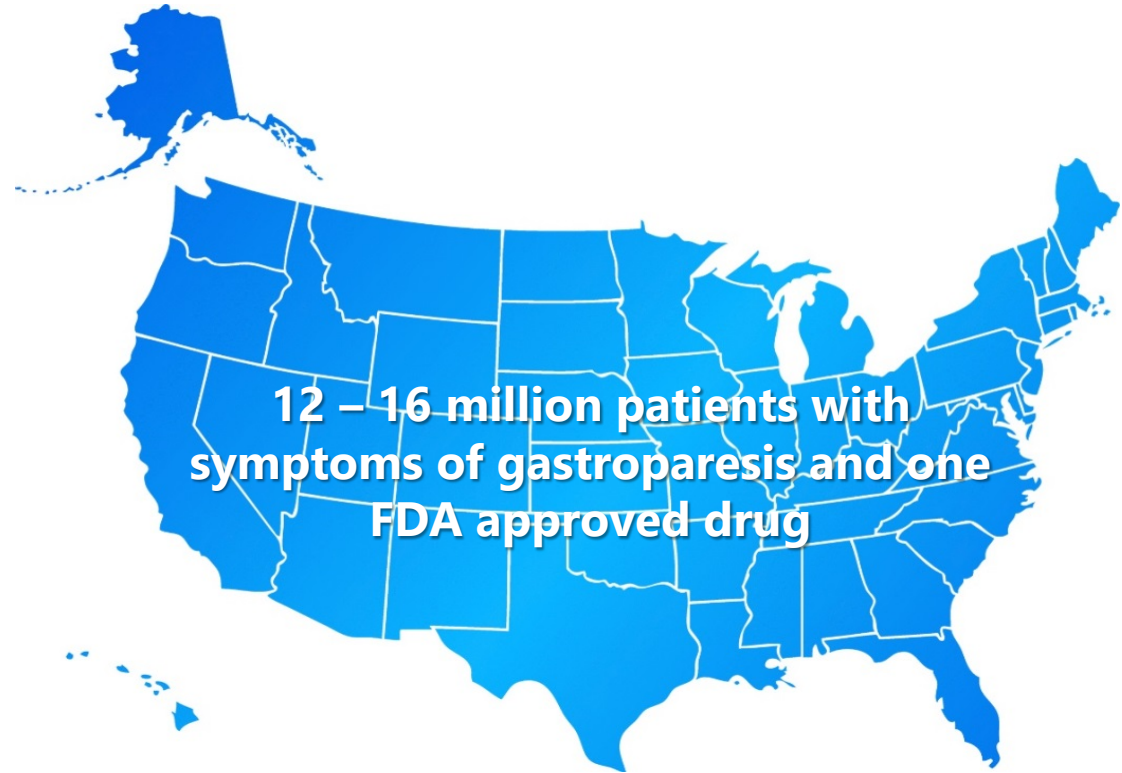 12 – 16 million patients with
symptoms of gastroparesis and one
FDA approved drug